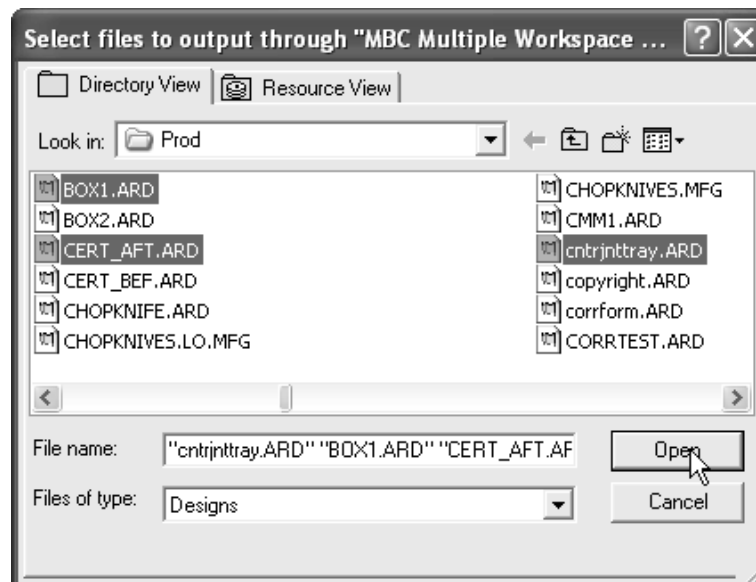 Select files to output through "MBC Multiple Workspace ...
Directory View
Resource View
Look in:
Prod
BOX1.ARD
BOX2.ARD
CERT_AFT.ARD
CERT_BEF.ARD
CHOPKNIFE.ARD
CHOPKNIVES.LO.MFG
CHOPKNIVES.MFG
CMM1.ARD
cntrjnttray.ARD
copyright.ARD
corrform.ARD
CORRTEST.ARD
File name:
"cntrjnttray.ARD" "BOX1.ARD" "CERT_AFT.AF
Open
Files of type:
Designs
Cancel